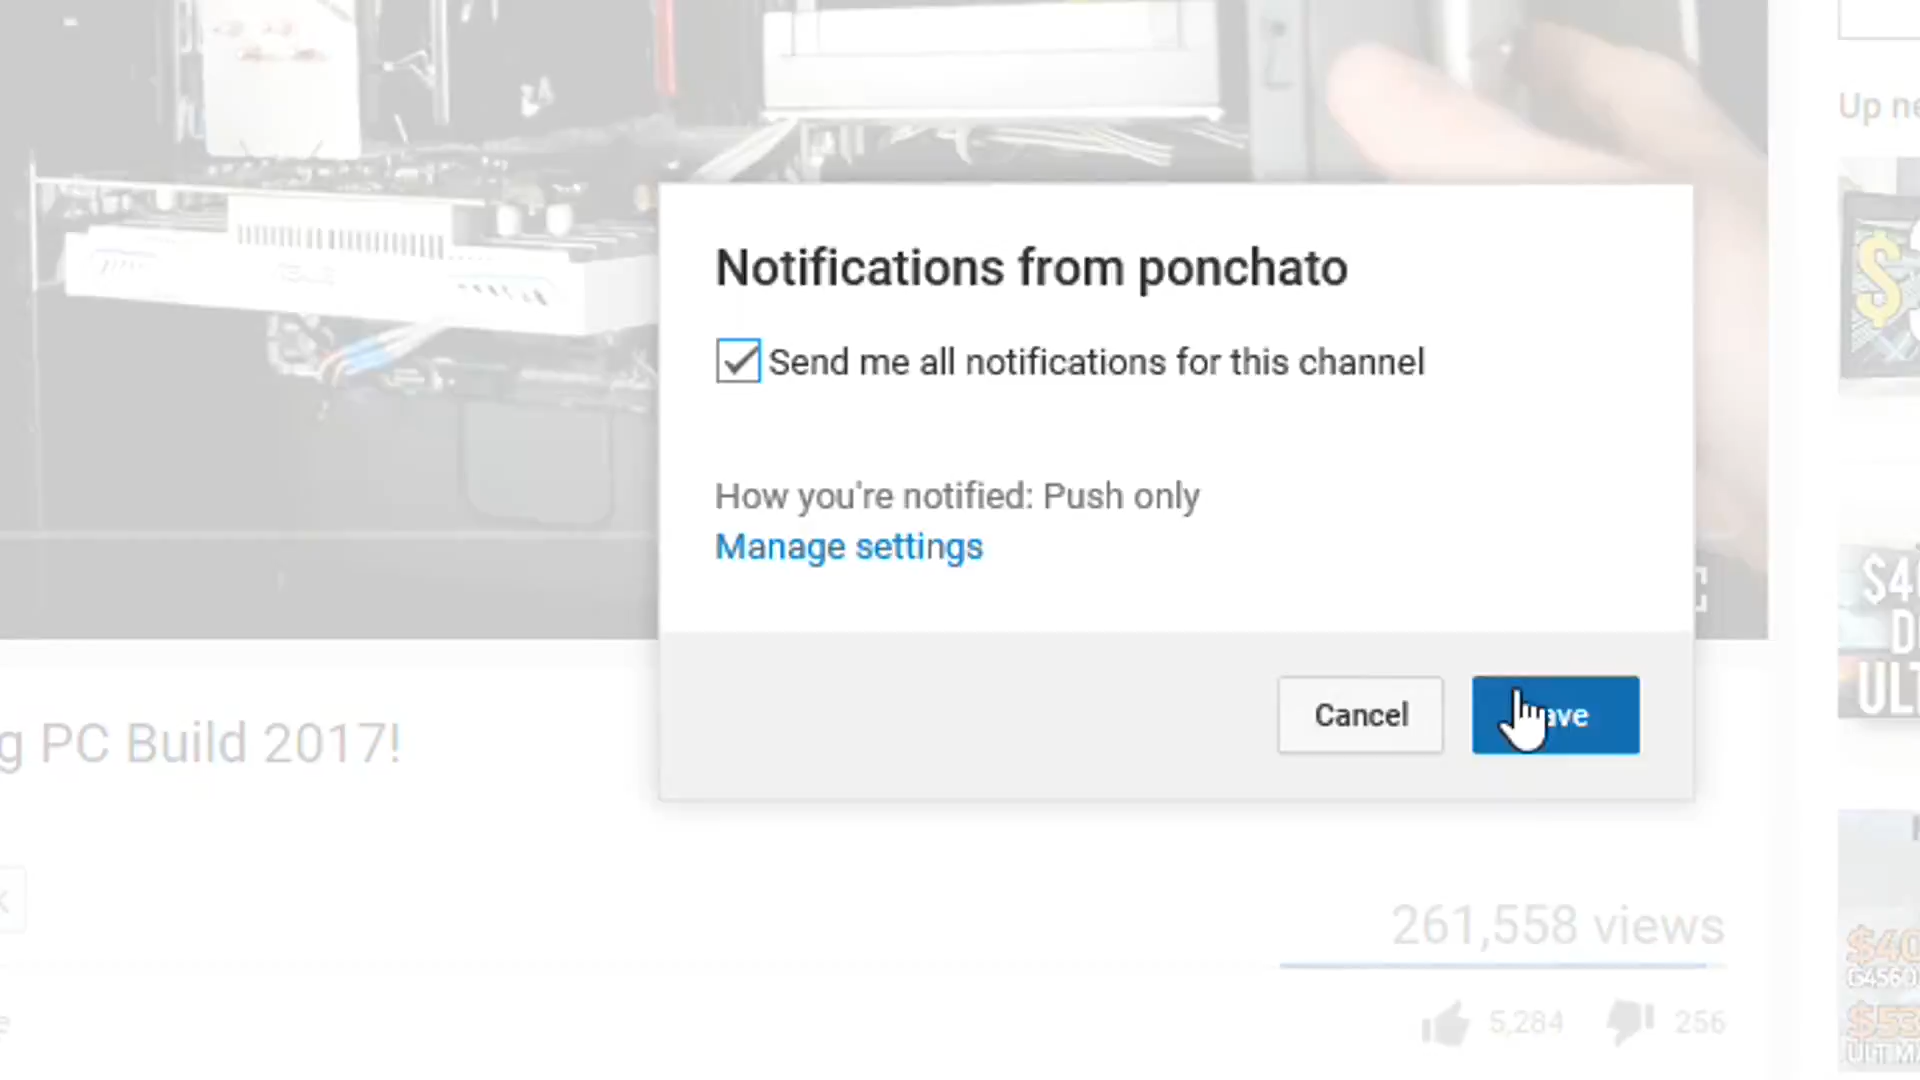 Up
Notifications from ponchato
Send me all notifications for this channel
$
How you're notified: Push only
Manage settings
Cancel
PC Build 2017!
261,558 views
5,284
256